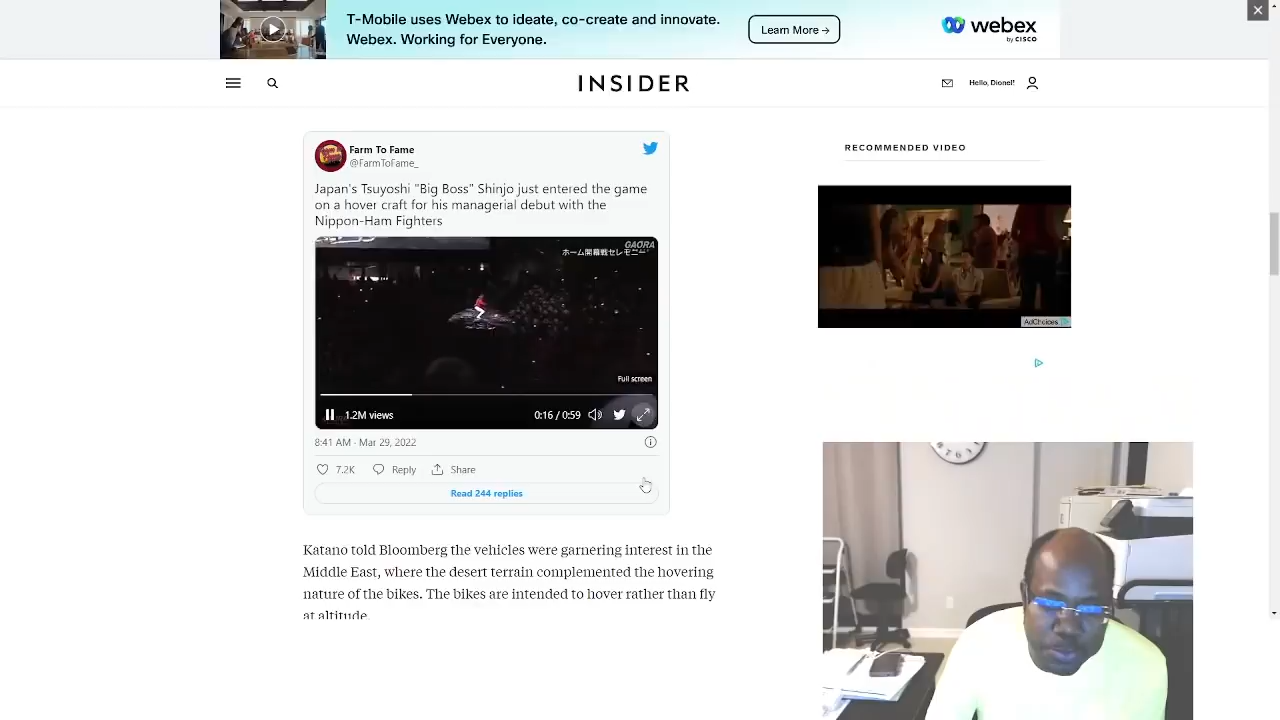 T-Mobile uses Webex to ideate, co-create and innovate.
Webex. Working for Everyone.
Learn More →
webex
by CISCO
INSIDER
Hello, Dionel!
Farm To Fame
@FarmToFame_
Japan's Tsuyoshi "Big Boss" Shinjo just entered the game
on a hover craft for his managerial debut with the
Nippon-Ham Fighters
GAORA
ホーム開幕戦セレモニー
Full screen
1.2M views
0:16 / 0:59
8:41 AM · Mar 29, 2022
7.2K
Reply
Share
Read 244 replies
Katano told Bloomberg the vehicles were garnering interest in the
Middle East, where the desert terrain complemented the hovering
nature of the bikes. The bikes are intended to hover rather than fly
at altitude.
RECOMMENDED VIDEO
AdChoices